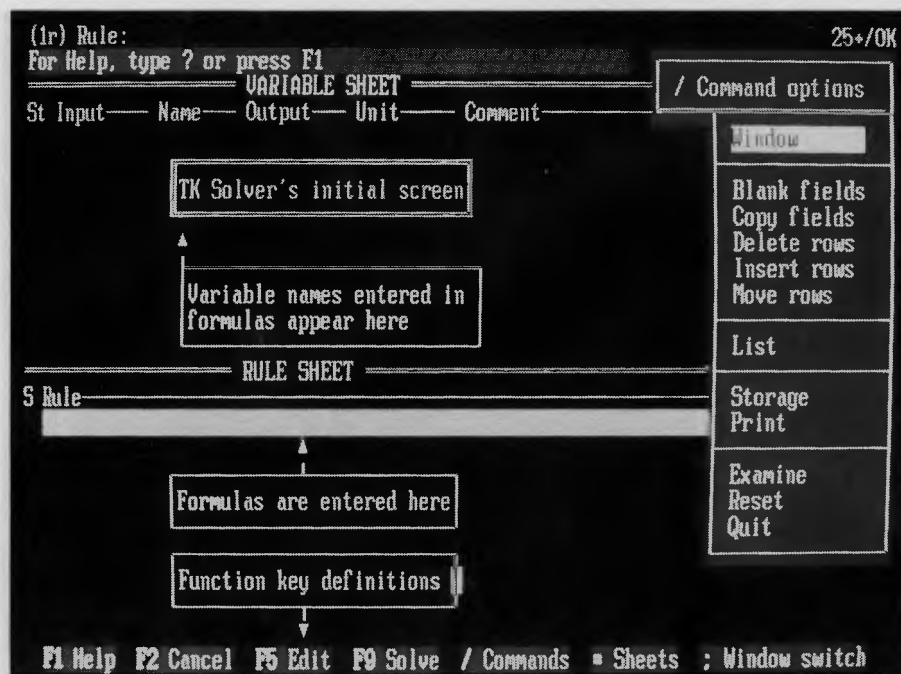 (1r) Rule: 25+/OK
For Help, type ? or press F1
VARIABLE SHEET
St Input Name Output Unit Comment
/ Command options
Window
TK Solver's initial screen
Blank fields
Copy fields
Delete rows
Insert rows
Move rows
Variable names entered in
formulas appear here
List
RULE SHEET
S Rule
Storage
Print
Formulas are entered here
Examine
Reset
Quit
Function key definitions
F1 Help F2 Cancel F5 Edit F9 Solve / Commands = Sheets ; Window switch